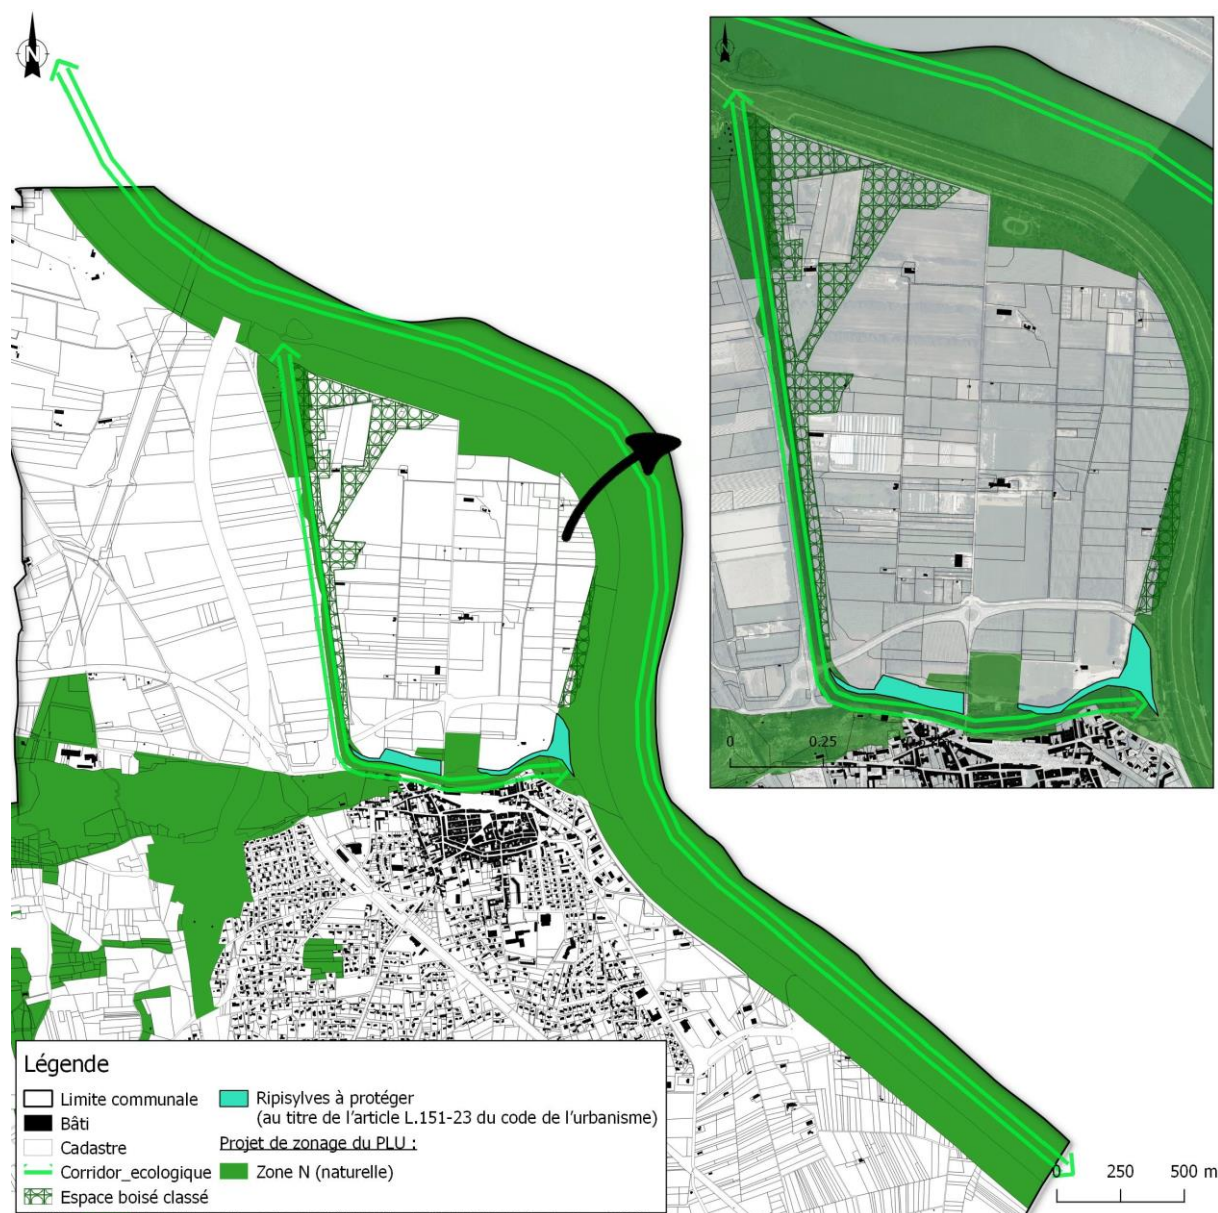 N
0 0.25
Légende
Limite communale
Bâti
Cadastre
Corridor_ecologique
Espace boisé classé
Ripisylves à protéger
(au titre de l'article L.151-23 du code de l'urbanisme)
Projet de zonage du PLU :
Zone N (naturelle)
0 250 500 m